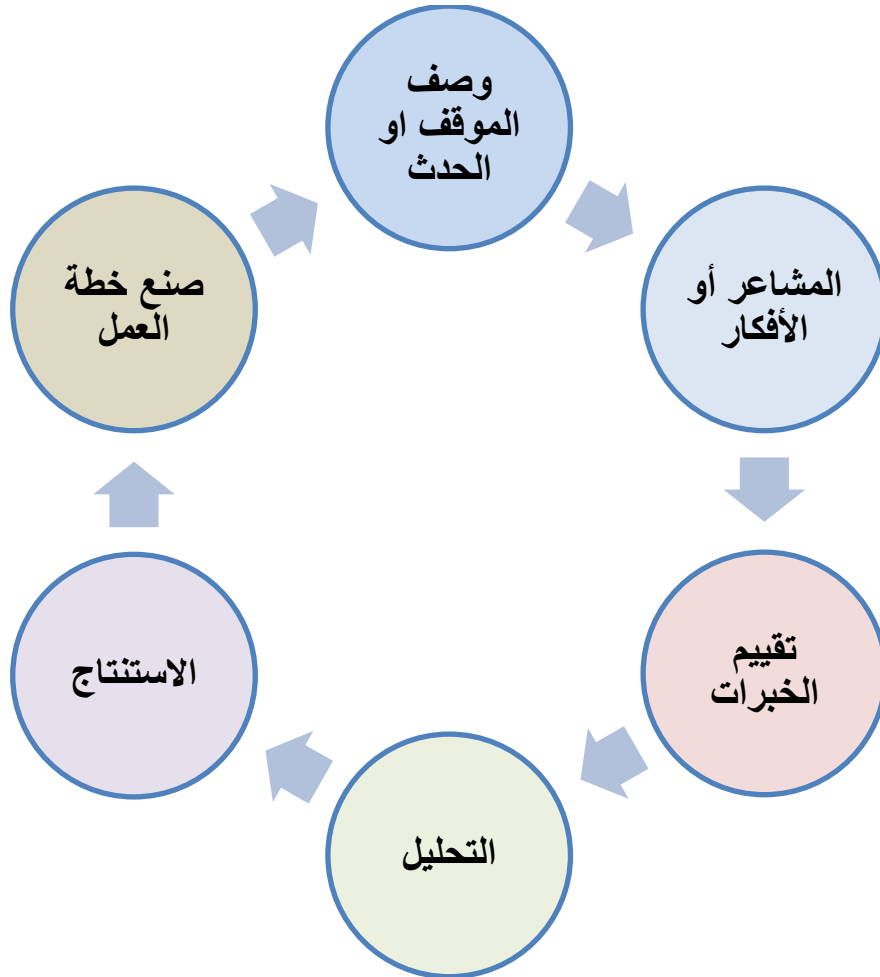 وصف
الموقف او
الحدث
المشاعر أو
الأفكار
تقييم
الخبرات
التحليل
الاستنتاج
صنع خطة
العمل